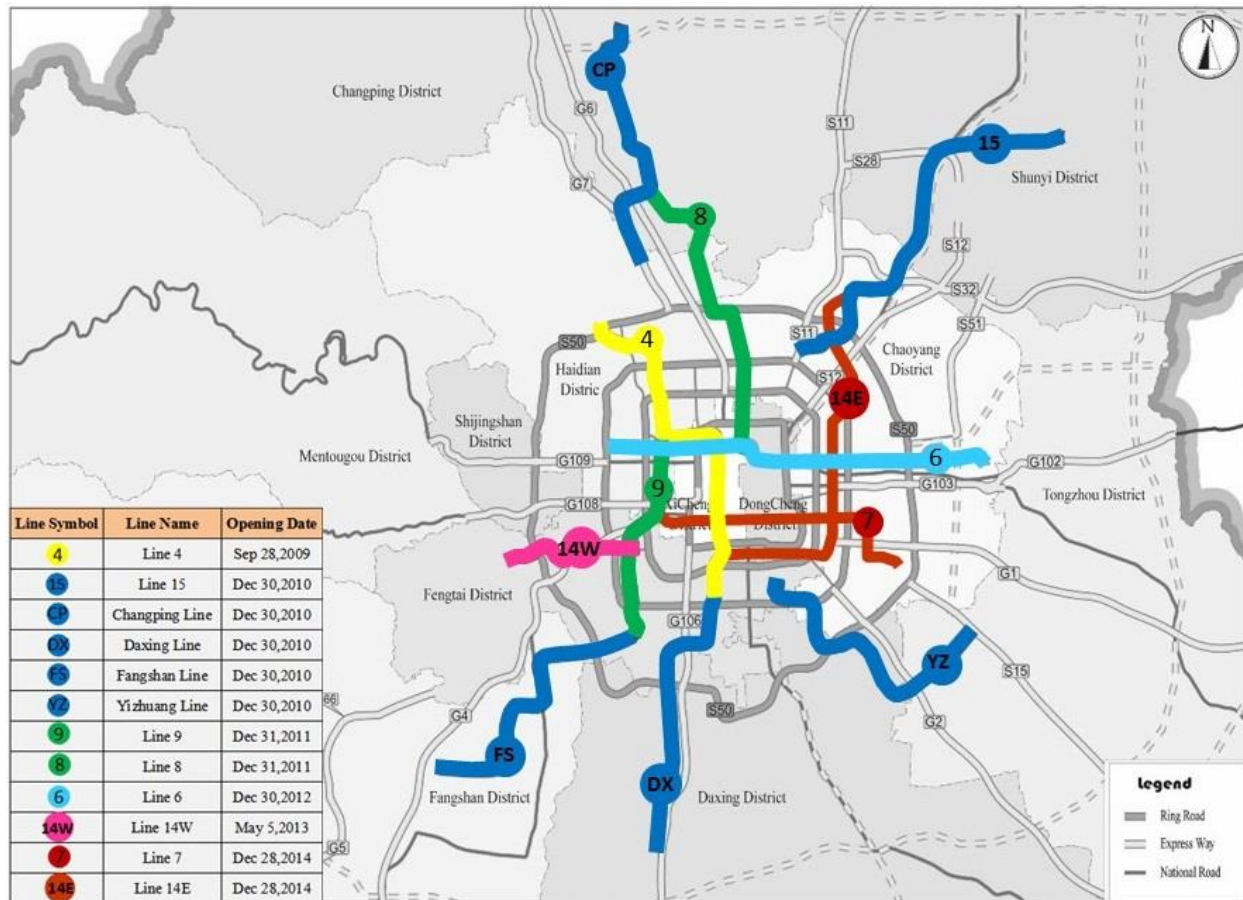 N
CP
Changping District
G6
S11
15
S28
Shunyi District
G7
8
S12
S32
S51
S11
S50
4
Haidian
Distric
Chaoyang
District
S12
14E
Shijingshan
District
S50
Mentougou District
G109
6
G102
G103
9
G108
XiCheng
District
DongCheng
District
Tongzhou District
7
14W
G1
Fengtai District
G106
YZ
S15
66
G4
S50
G2
FS
DX
Fangshan District
Daxing District
G5
Line Symbol Line Name Opening Date
4 Line 4 Sep 28,2009
15 Line 15 Dec 30,2010
CP Changping Line Dec 30,2010
DX Daxing Line Dec 30,2010
FS Fangshan Line Dec 30,2010
YZ Yizhuang Line Dec 30,2010
9 Line 9 Dec 31,2011
8 Line 8 Dec 31,2011
6 Line 6 Dec 30,2012
14W Line 14W May 5,2013
7 Line 7 Dec 28,2014
14E Line 14E Dec 28,2014
Legend
Ring Road
Express Way
National Road